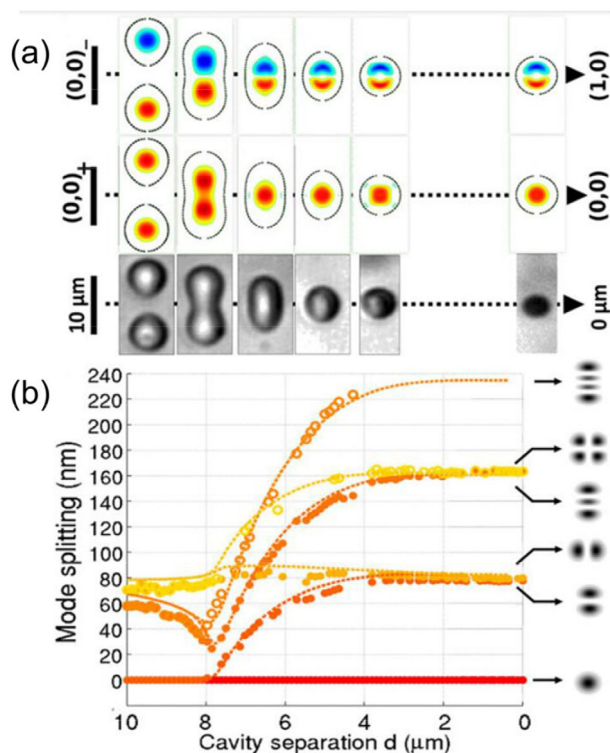 (a)
(0,0)_
(1,0)
(0,0)+
(0,0)
10 μm
0 μm
(b)
240
220
200
180
160
140
120
100
80
60
40
20
0
Mode splitting (nm)
10 8 6 4 2 0
Cavity separation d (μm)